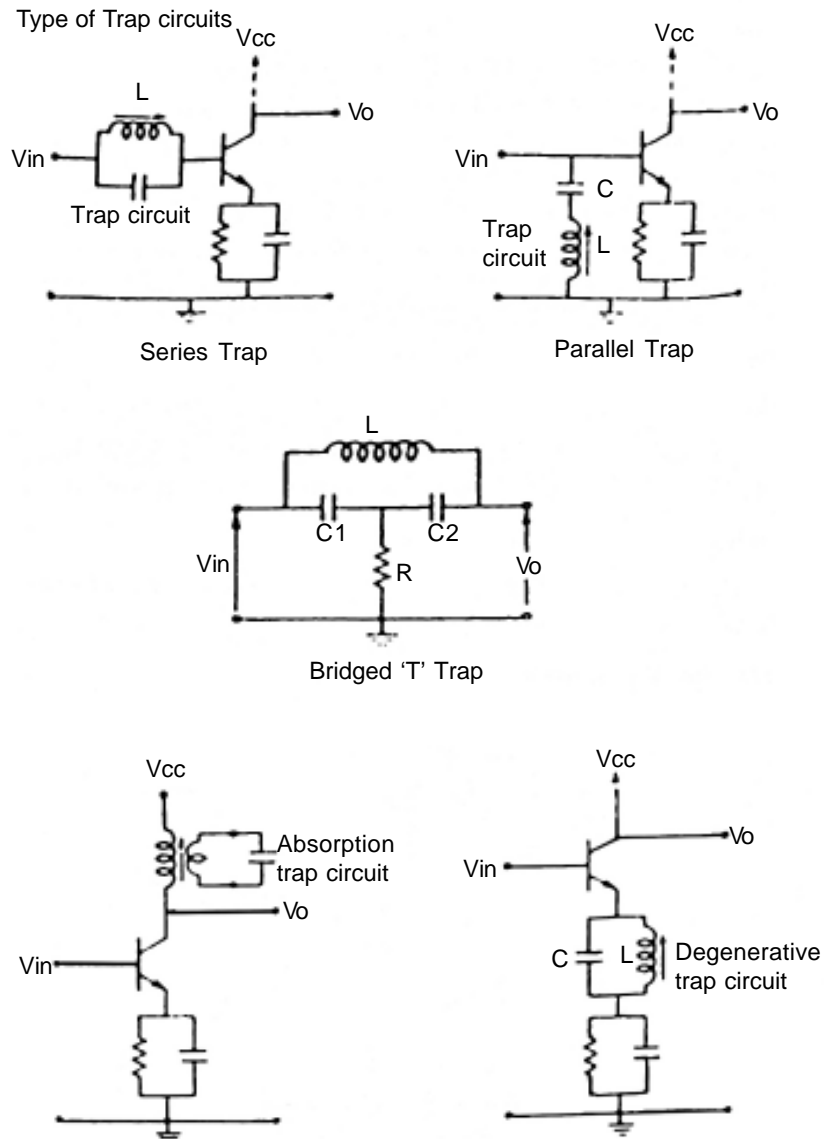 Type of Trap circuits
Vcc
L
Vo
Vin
Trap circuit
Series Trap
Vcc
Vo
Vin
C
Trap
circuit
L
Parallel Trap
L
C1
C2
Vin
R
Vo
Bridged ‘T’ Trap
Vcc
Absorption
trap circuit
Vo
Vin
Vcc
Vo
Vin
C
L
Degenerative
trap circuit